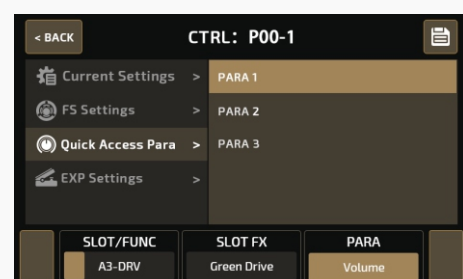 < BACK
CTRL: P00-1
Current Settings >
PARA 1
FS Settings >
PARA 2
Quick Access Para >
PARA 3
EXP Settings >
SLOT/FUNC
SLOT FX
PARA
A3-DRV
Green Drive
Volume